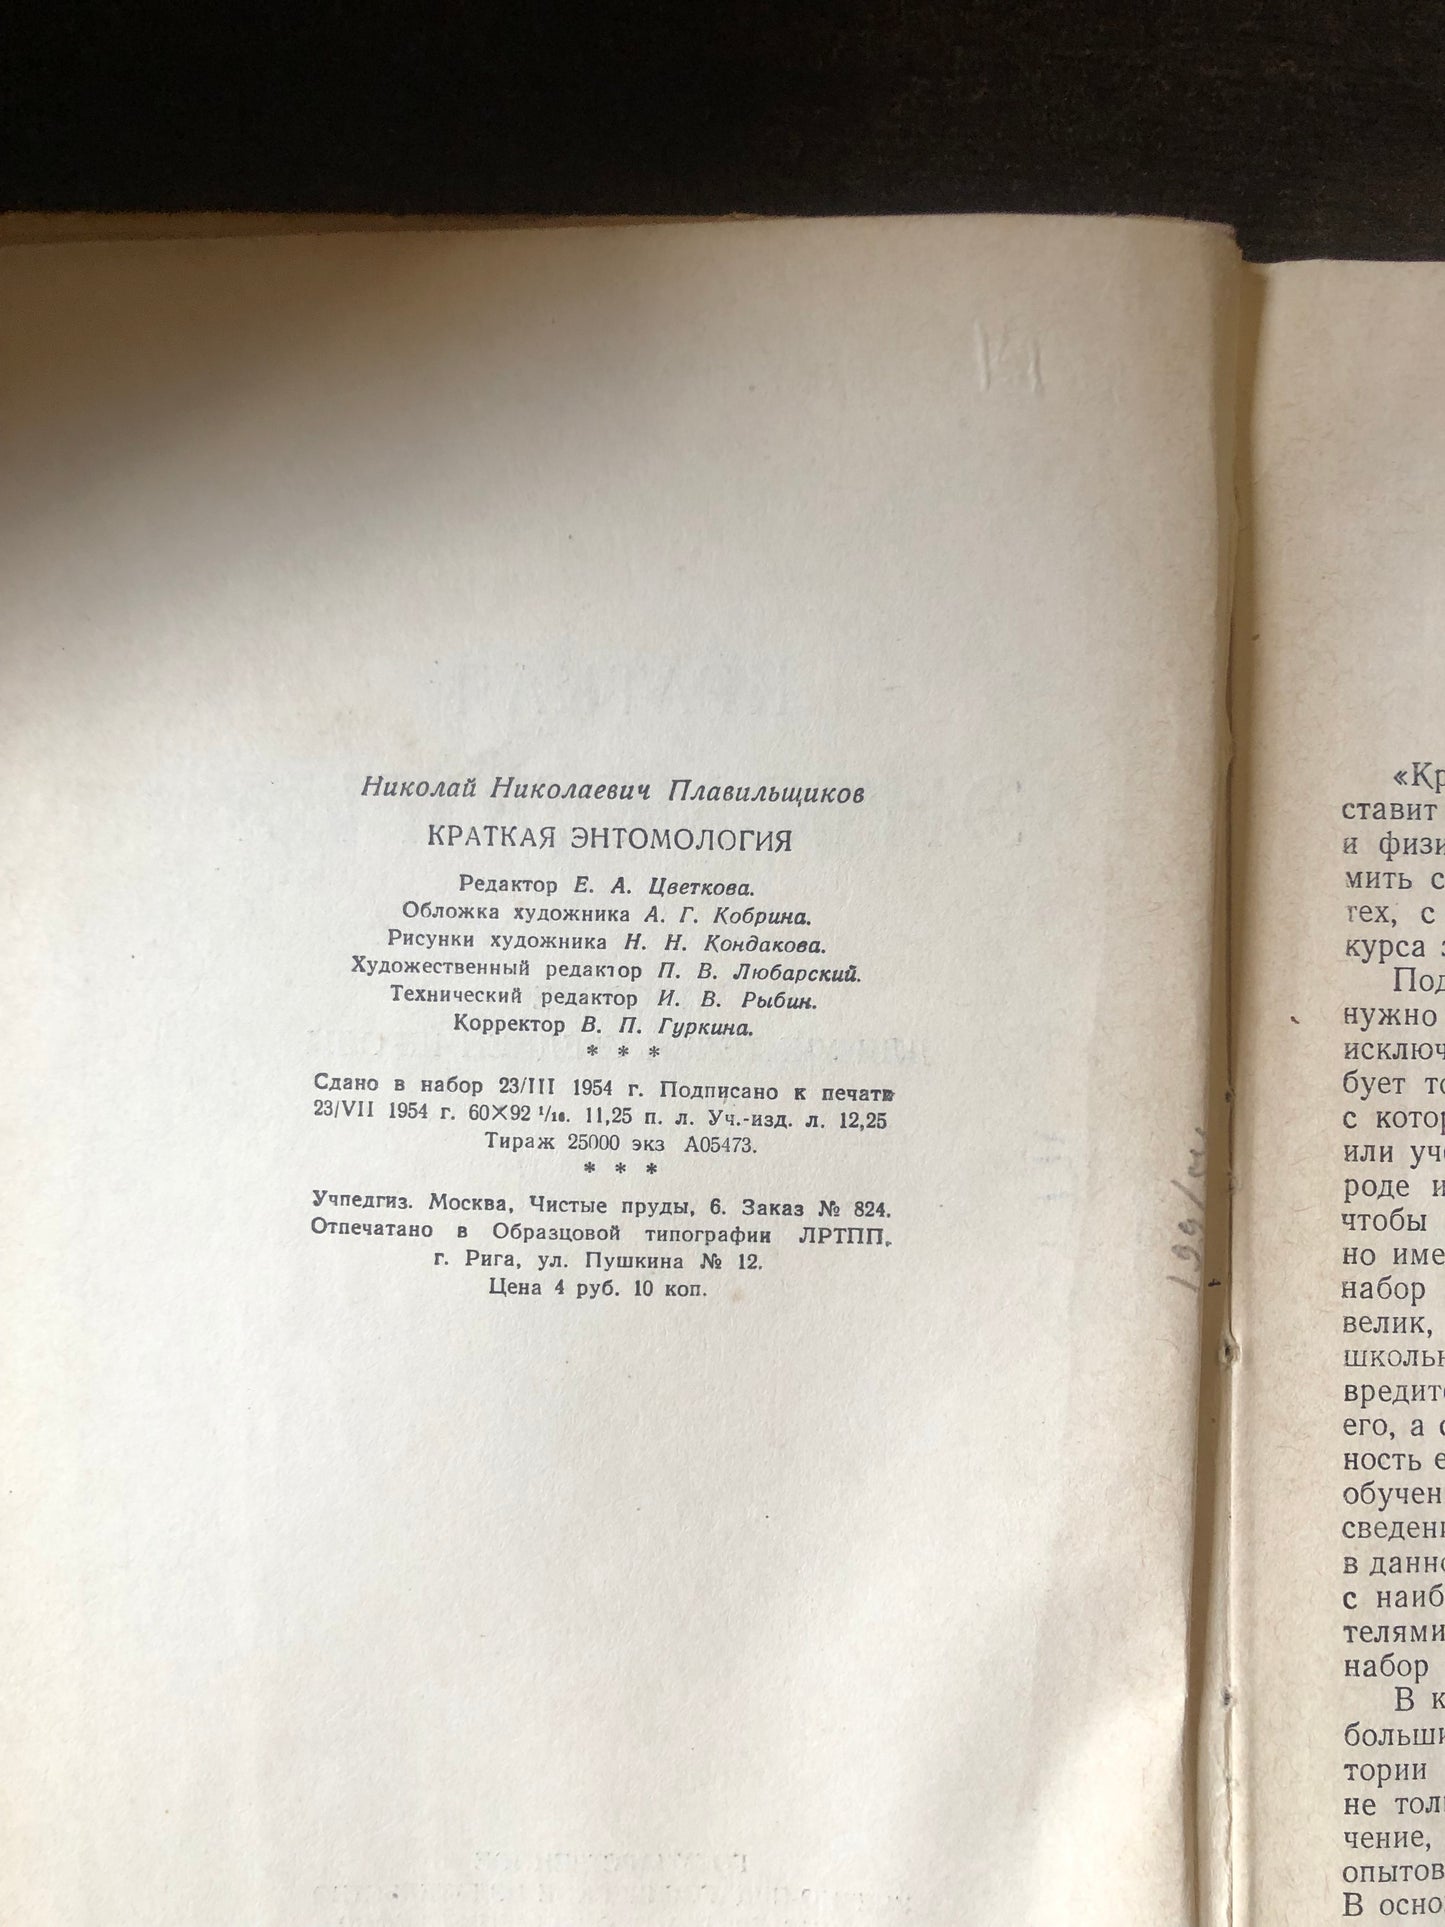 Николай Николаевич Плавильщиков
КРАТКАЯ ЭНТОМОЛОГИЯ
Редактор Е. А. Цветкова.
Обложка художника А. Г. Кобрина.
Рисунки художника Н. Н. Кондакова.
Художественный редактор П. В. Любарский.
Технический редактор И. В. Рыбин.
Корректор В. П. Гуркина.
* * *
Сдано в набор 23/III 1954 г. Подписано к печати
23/VII 1954 г. 60×92 1/16. 11,25 п. л. Уч.-изд. л. 12,25
Тираж 25000 экз А05473.
* * *
Учпедгиз. Москва, Чистые пруды, 6. Заказ № 824.
Отпечатано в Образцовой типографии ЛРТПП,
г. Рига, ул. Пушкина № 12.
Цена 4 руб. 10 коп.
«Кр
ставит
и физи
мить с
тех, с
курса з
Под
нужно
исключ
бует то
с котор
или уч
роде и
чтобы
но име
набор
велик,
школьн
вредит
его, а с
ность е
обучен
сведени
в данно
с наиб
телями
набор
В к
больши
тории
не тол
чение,
опытов
В осно